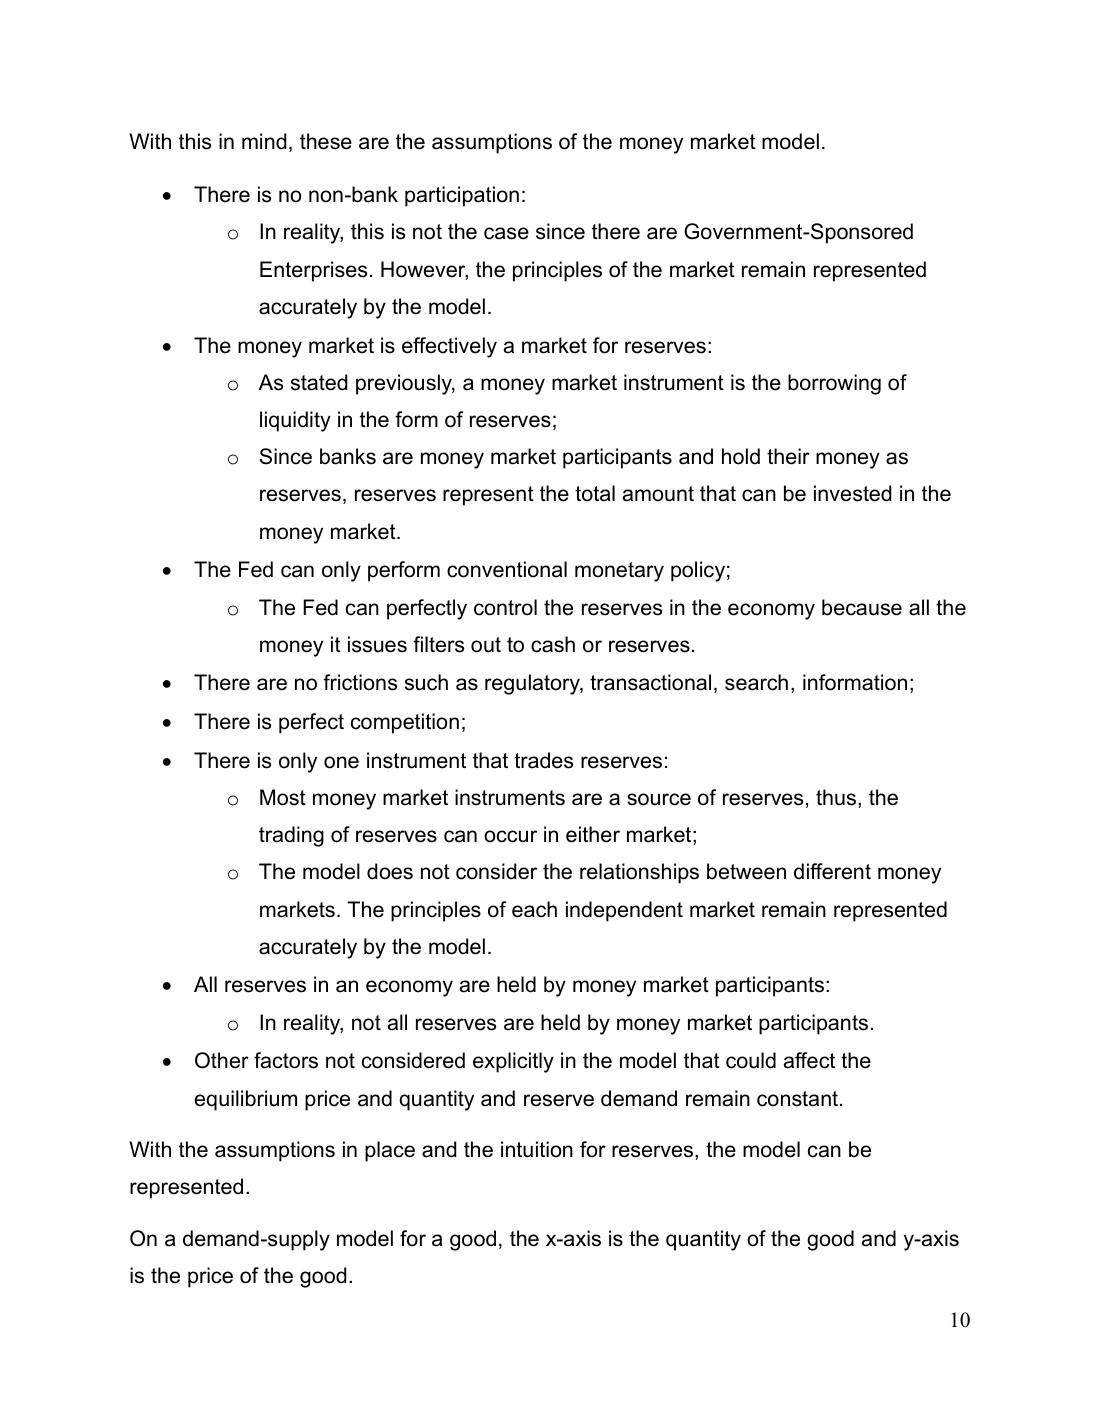 With this in mind, these are the assumptions of the money market model.
• There is no non-bank participation:
o In reality, this is not the case since there are Government-Sponsored
Enterprises. However, the principles of the market remain represented
accurately by the model.
• The money market is effectively a market for reserves:
o As stated previously, a money market instrument is the borrowing of
liquidity in the form of reserves;
o Since banks are money market participants and hold their money as
reserves, reserves represent the total amount that can be invested in the
money market.
• The Fed can only perform conventional monetary policy;
o The Fed can perfectly control the reserves in the economy because all the
money it issues filters out to cash or reserves.
• There are no frictions such as regulatory, transactional, search, information;
• There is perfect competition;
• There is only one instrument that trades reserves:
o Most money market instruments are a source of reserves, thus, the
trading of reserves can occur in either market;
o The model does not consider the relationships between different money
markets. The principles of each independent market remain represented
accurately by the model.
• All reserves in an economy are held by money market participants:
o In reality, not all reserves are held by money market participants.
• Other factors not considered explicitly in the model that could affect the
equilibrium price and quantity and reserve demand remain constant.
With the assumptions in place and the intuition for reserves, the model can be
represented.
On a demand-supply model for a good, the x-axis is the quantity of the good and y-axis
is the price of the good.
10